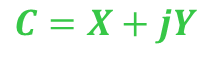 C = X + jY